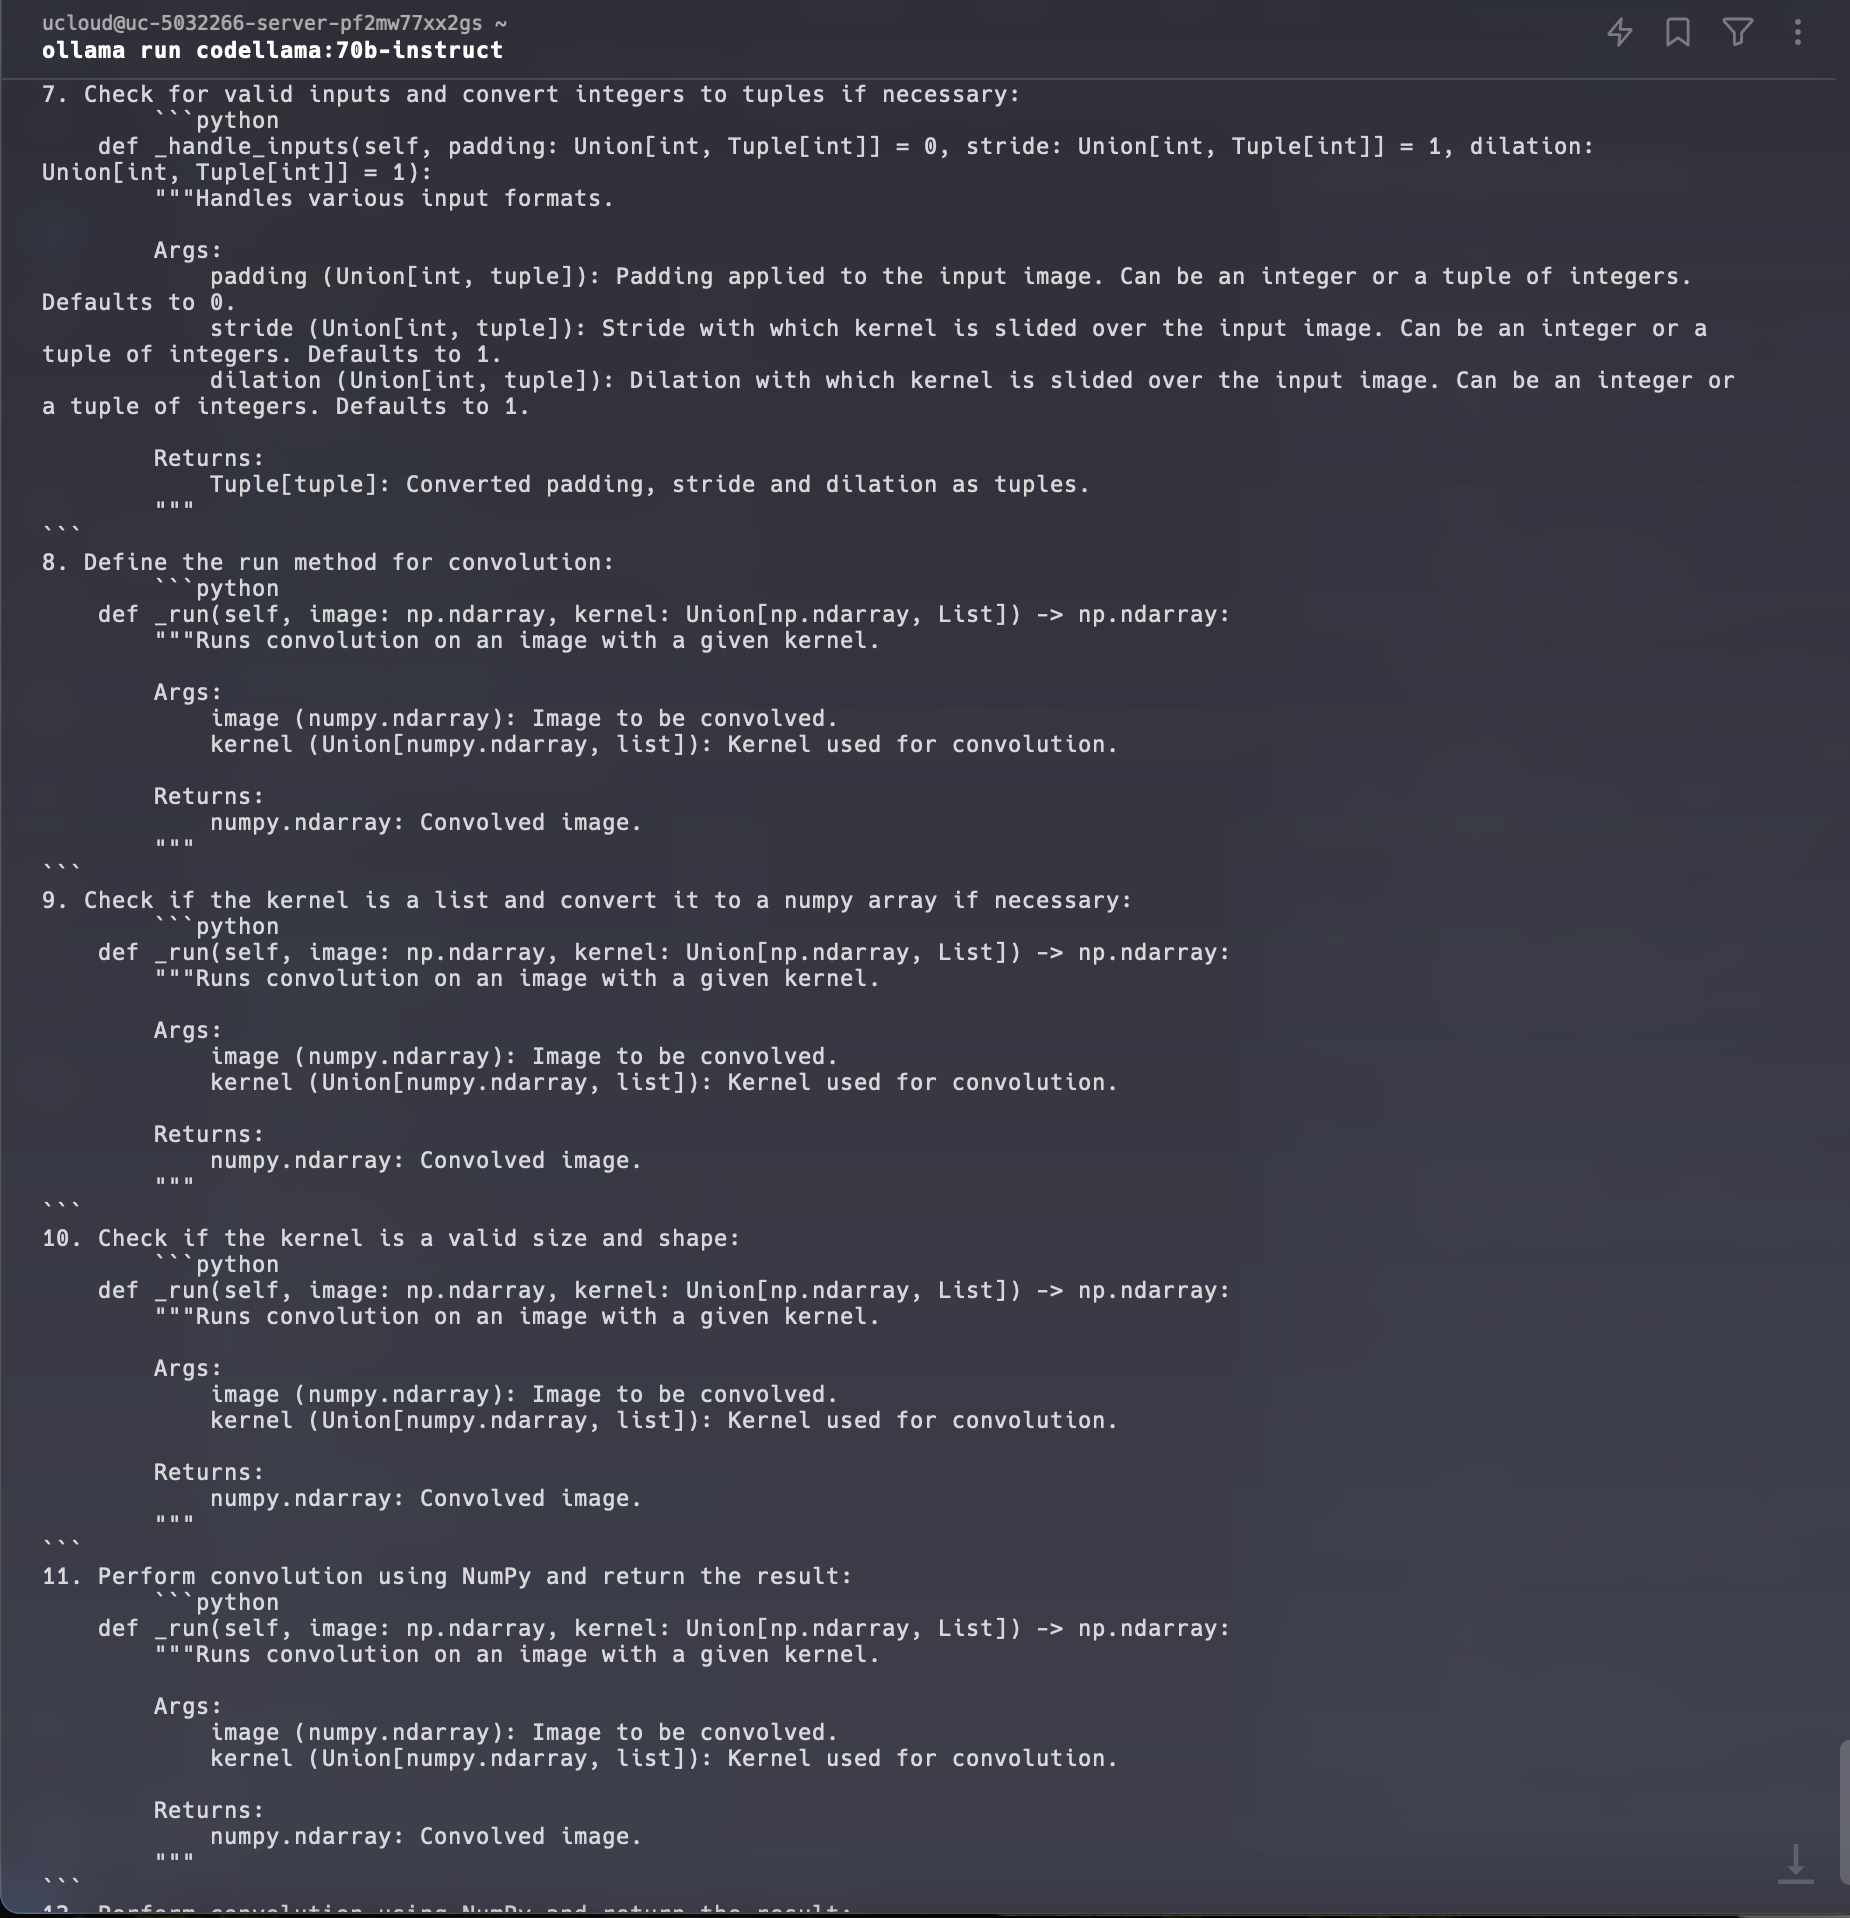 ucloud@uc-5032266-server-pf2mw77xx2gs ~
ollama run codellama:70b-instruct
7. Check for valid inputs and convert integers to tuples if necessary:
        ```python
    def _handle_inputs(self, padding: Union[int, Tuple[int]] = 0, stride: Union[int, Tuple[int]] = 1, dilation:
Union[int, Tuple[int]] = 1):
        """Handles various input formats.

        Args:
            padding (Union[int, tuple]): Padding applied to the input image. Can be an integer or a tuple of integers.
Defaults to 0.
            stride (Union[int, tuple]): Stride with which kernel is slided over the input image. Can be an integer or a
tuple of integers. Defaults to 1.
            dilation (Union[int, tuple]): Dilation with which kernel is slided over the input image. Can be an integer or
a tuple of integers. Defaults to 1.

        Returns:
            Tuple[tuple]: Converted padding, stride and dilation as tuples.
        """
```
8. Define the run method for convolution:
        ```python
    def _run(self, image: np.ndarray, kernel: Union[np.ndarray, List]) -> np.ndarray:
        """Runs convolution on an image with a given kernel.

        Args:
            image (numpy.ndarray): Image to be convolved.
            kernel (Union[numpy.ndarray, list]): Kernel used for convolution.

        Returns:
            numpy.ndarray: Convolved image.
        """
```
9. Check if the kernel is a list and convert it to a numpy array if necessary:
        ```python
    def _run(self, image: np.ndarray, kernel: Union[np.ndarray, List]) -> np.ndarray:
        """Runs convolution on an image with a given kernel.

        Args:
            image (numpy.ndarray): Image to be convolved.
            kernel (Union[numpy.ndarray, list]): Kernel used for convolution.

        Returns:
            numpy.ndarray: Convolved image.
        """
```
10. Check if the kernel is a valid size and shape:
        ```python
    def _run(self, image: np.ndarray, kernel: Union[np.ndarray, List]) -> np.ndarray:
        """Runs convolution on an image with a given kernel.

        Args:
            image (numpy.ndarray): Image to be convolved.
            kernel (Union[numpy.ndarray, list]): Kernel used for convolution.

        Returns:
            numpy.ndarray: Convolved image.
        """
```
11. Perform convolution using NumPy and return the result:
        ```python
    def _run(self, image: np.ndarray, kernel: Union[np.ndarray, List]) -> np.ndarray:
        """Runs convolution on an image with a given kernel.

        Args:
            image (numpy.ndarray): Image to be convolved.
            kernel (Union[numpy.ndarray, list]): Kernel used for convolution.

        Returns:
            numpy.ndarray: Convolved image.
        """
```
12. Perform convolution using NumPy and return the result: